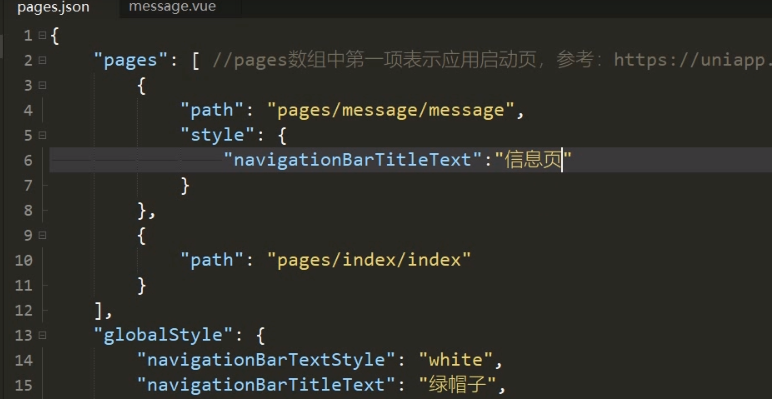 pages.json message.vue
1 {
2 "pages": [ //pages数组中第一项表示应用启动页，参考：https://uniapp.
3 {
4 "path": "pages/message/message",
5 "style": {
6 "navigationBarTitleText":"信息页"
7 }
8 },
9 {
10 "path": "pages/index/index"
11 }
12 ],
13 "globalStyle": {
14 "navigationBarTextStyle": "white",
15 "navigationBarTitleText": "绿帽子",